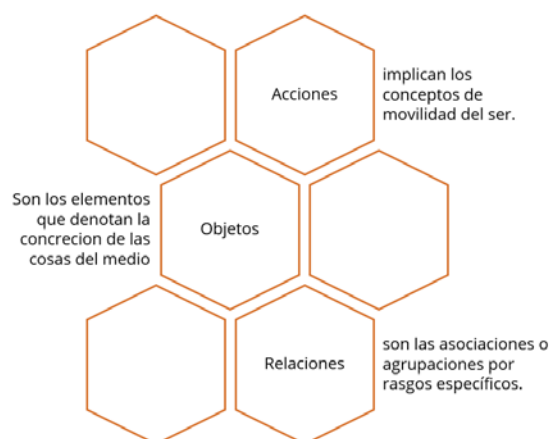 Acciones
implican los
conceptos de
movilidad del ser.
Son los elementos
que denotan la
concrecion de las
cosas del medio
Objetos
Relaciones
son las asociaciones o
agrupaciones por
rasgos específicos.